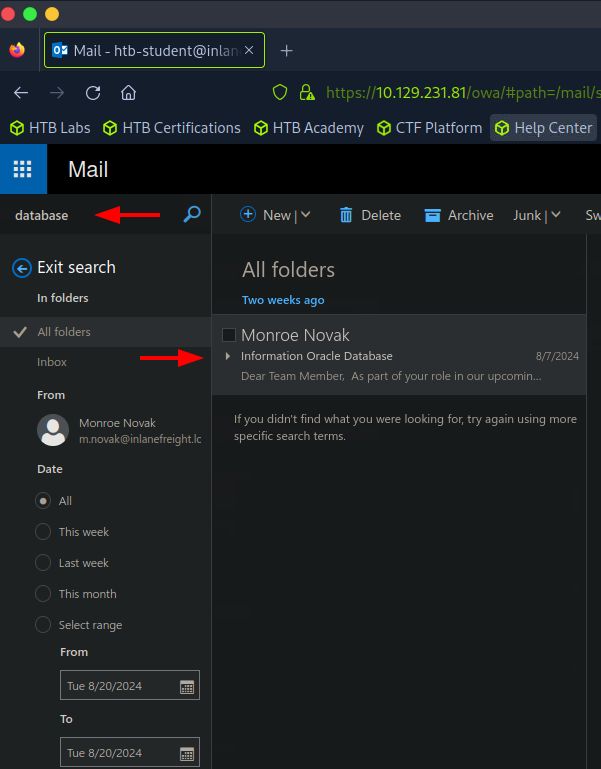 Mail - htb-student@inlan
https://10.129.231.81/owa/#path=/mail/s
HTB Labs HTB Certifications HTB Academy CTF Platform Help Center
Mail
database
New | Delete Archive Junk | Sw
Exit search
In folders
All folders
Inbox
From
Monroe Novak
m.novak@inlanefreight.lc
Date
All
This week
Last week
This month
Select range
From
Tue 8/20/2024
To
Tue 8/20/2024
All folders
Two weeks ago
Monroe Novak
Information Oracle Database 8/7/2024
Dear Team Member, As part of your role in our upcomin...
If you didn't find what you were looking for, try again using more
specific search terms.